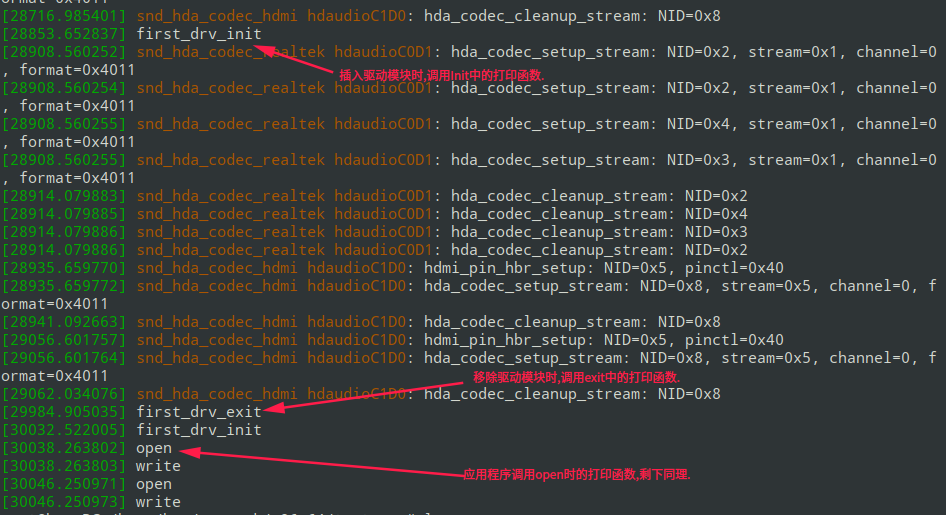 [28716.985401] snd_hda_codec_hdmi hdaudioC1D0: hda_codec_cleanup_stream: NID=0x8
[28853.652837] first_drv_init
[28908.560252] snd_hda_codec_realtek hdaudioC0D1: hda_codec_setup_stream: NID=0x2, stream=0x1, channel=0
插入驱动模块时,调用Init中的打印函数.
, format=0x4011
[28908.560254] snd_hda_codec_realtek hdaudioC0D1: hda_codec_setup_stream: NID=0x2, stream=0x1, channel=0
, format=0x4011
[28908.560255] snd_hda_codec_realtek hdaudioC0D1: hda_codec_setup_stream: NID=0x4, stream=0x1, channel=0
, format=0x4011
[28908.560255] snd_hda_codec_realtek hdaudioC0D1: hda_codec_setup_stream: NID=0x3, stream=0x1, channel=0
, format=0x4011
[28914.079883] snd_hda_codec_realtek hdaudioC0D1: hda_codec_cleanup_stream: NID=0x2
[28914.079885] snd_hda_codec_realtek hdaudioC0D1: hda_codec_cleanup_stream: NID=0x4
[28914.079886] snd_hda_codec_realtek hdaudioC0D1: hda_codec_cleanup_stream: NID=0x3
[28914.079886] snd_hda_codec_realtek hdaudioC0D1: hda_codec_cleanup_stream: NID=0x2
[28935.659770] snd_hda_codec_hdmi hdaudioC1D0: hdmi_pin_hbr_setup: NID=0x5, pinctl=0x40
[28935.659772] snd_hda_codec_hdmi hdaudioC1D0: hda_codec_setup_stream: NID=0x8, stream=0x5, channel=0, f
ormat=0x4011
[28941.092663] snd_hda_codec_hdmi hdaudioC1D0: hda_codec_cleanup_stream: NID=0x8
[29056.601757] snd_hda_codec_hdmi hdaudioC1D0: hdmi_pin_hbr_setup: NID=0x5, pinctl=0x40
[29056.601764] snd_hda_codec_hdmi hdaudioC1D0: hda_codec_setup_stream: NID=0x8, stream=0x5, channel=0, f
ormat=0x4011
移除驱动模块时,调用exit中的打印函数.
[29062.034076] snd_hda_codec_hdmi hdaudioC1D0: hda_codec_cleanup_stream: NID=0x8
[29984.905035] first_drv_exit
[30032.522005] first_drv_init
[30038.263802] open
[30038.263803] write
应用程序调用open时的打印函数,剩下同理.
[30046.250971] open
[30046.250973] write